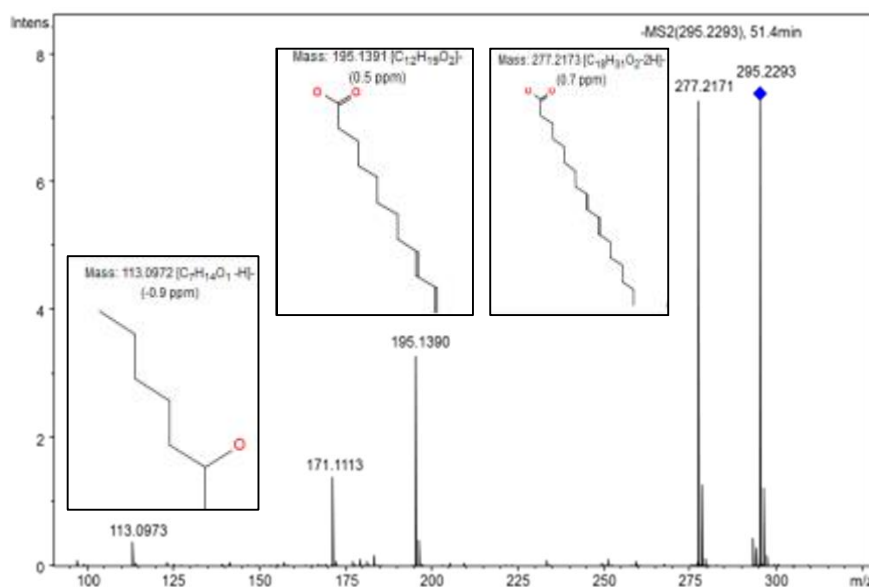 Intens.
-MS2(295.2293), 51.4min
Mass: 195.1391 [C12H19O2]-
(0.5 ppm)
O
O
Mass: 277.2173 [C18H31O2-2H]-
(0.7 ppm)
295.2293
277.2171
8
6
4
2
0
Mass: 113.0972 [C7H14O1 -H]-
(-0.9 ppm)
O
195.1390
171.1113
113.0973
100
125
150
175
200
225
250
275
300
m/z